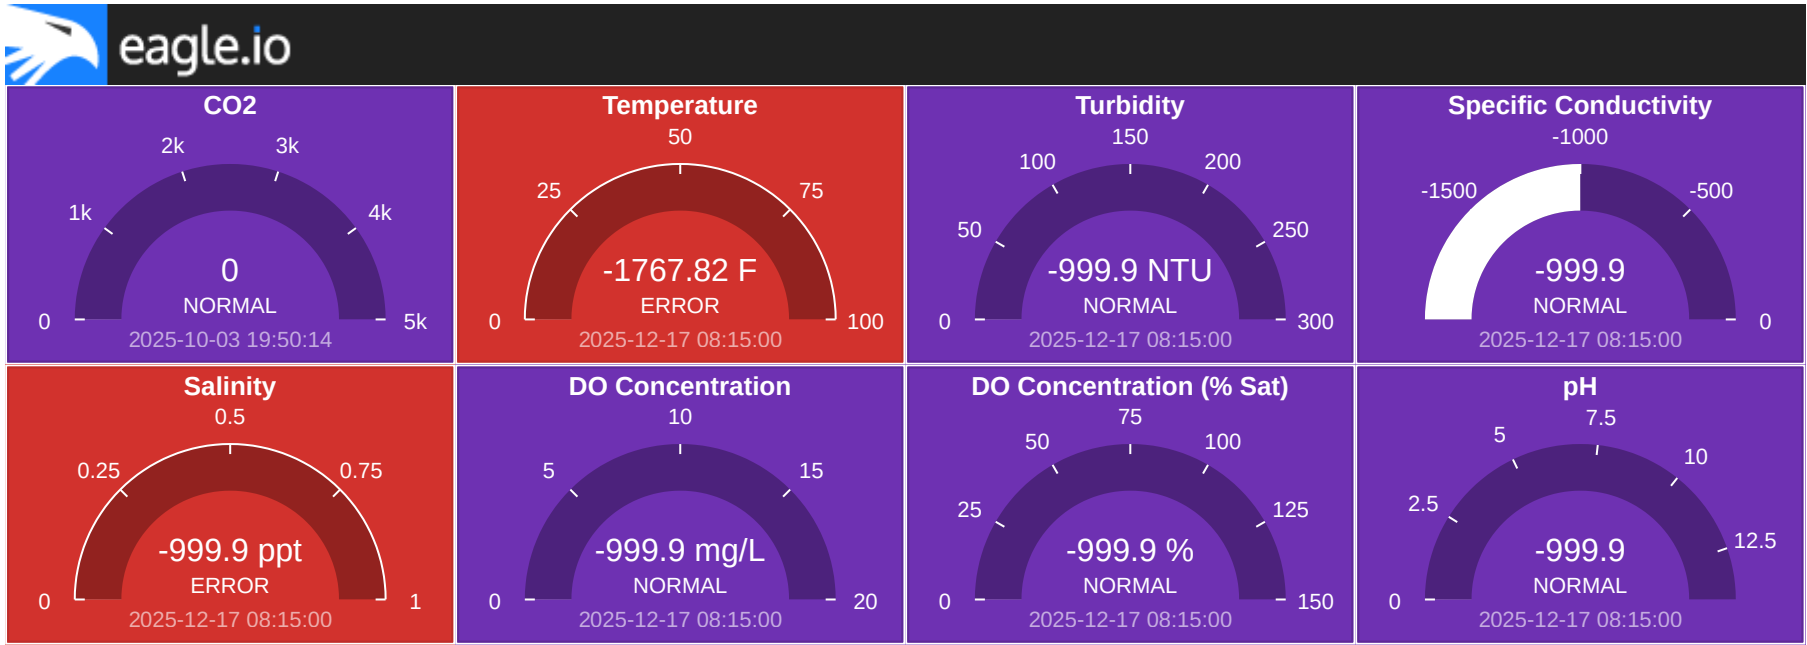 eagle.io
CO2
2k
3k
1k
4k
0
NORMAL
0
5k
2025-10-03 19:50:14
Temperature
50
25
75
-1767.82 F
ERROR
0
100
2025-12-17 08:15:00
Turbidity
150
100
200
50
250
-999.9 NTU
NORMAL
0
300
2025-12-17 08:15:00
Specific Conductivity
-1000
-1500
-500
-999.9
NORMAL
0
2025-12-17 08:15:00
Salinity
0.5
0.25
0.75
-999.9 ppt
ERROR
0
1
2025-12-17 08:15:00
DO Concentration
10
5
15
-999.9 mg/L
NORMAL
0
20
2025-12-17 08:15:00
DO Concentration (% Sat)
75
50
100
25
125
-999.9 %
NORMAL
0
150
2025-12-17 08:15:00
pH
7.5
5
10
2.5
12.5
-999.9
NORMAL
0
2025-12-17 08:15:00